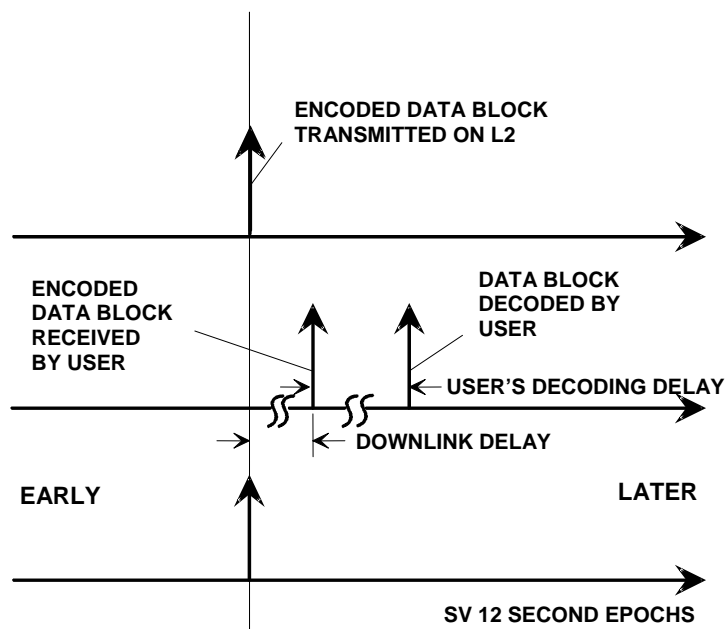 ENCODED DATA BLOCK
TRANSMITTED ON L2
ENCODED
DATA BLOCK
RECEIVED
BY USER
DATA BLOCK
DECODED BY
USER
USER'S DECODING DELAY
DOWNLINK DELAY
EARLY
LATER
SV 12 SECOND EPOCHS